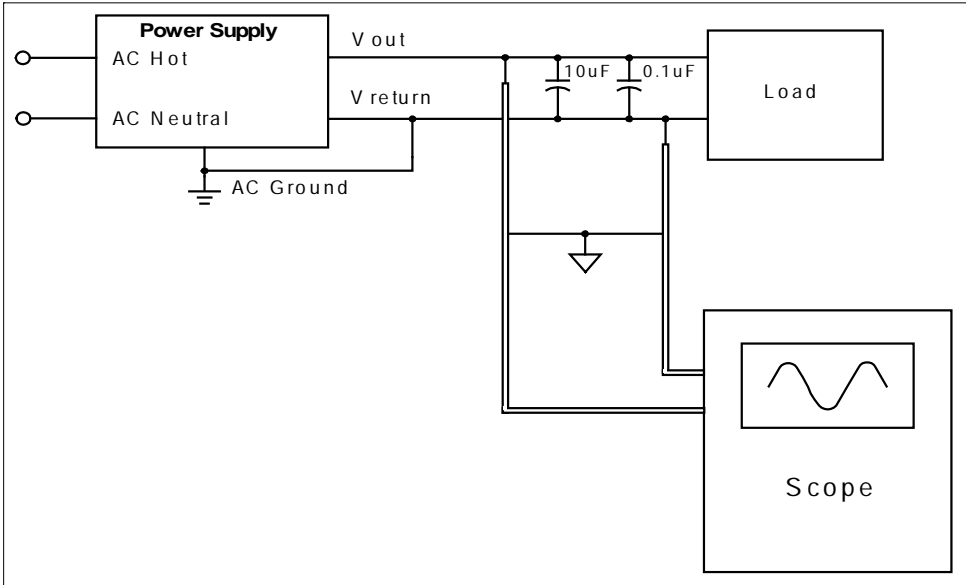 Power Supply
AC Hot
AC Neutral
V out
V return
10uF
0.1uF
Load
AC Ground
Scope